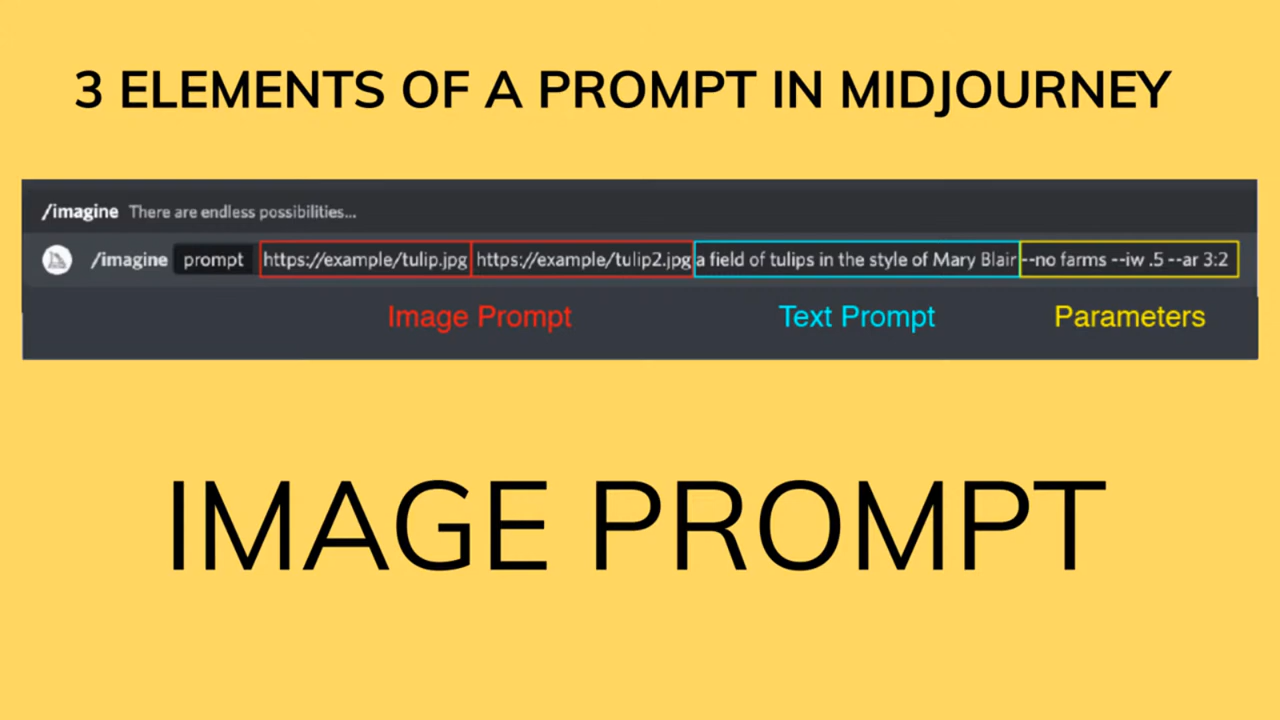 3 ELEMENTS OF A PROMPT IN MIDJOURNEY
/imagine There are endless possibilities...
/imagine prompt https://example/tulip.jpg https://example/tulip2.jpg a field of tulips in the style of Mary Blair --no farms --iw .5 --ar 3:2
Image Prompt Text Prompt Parameters
IMAGE PROMPT